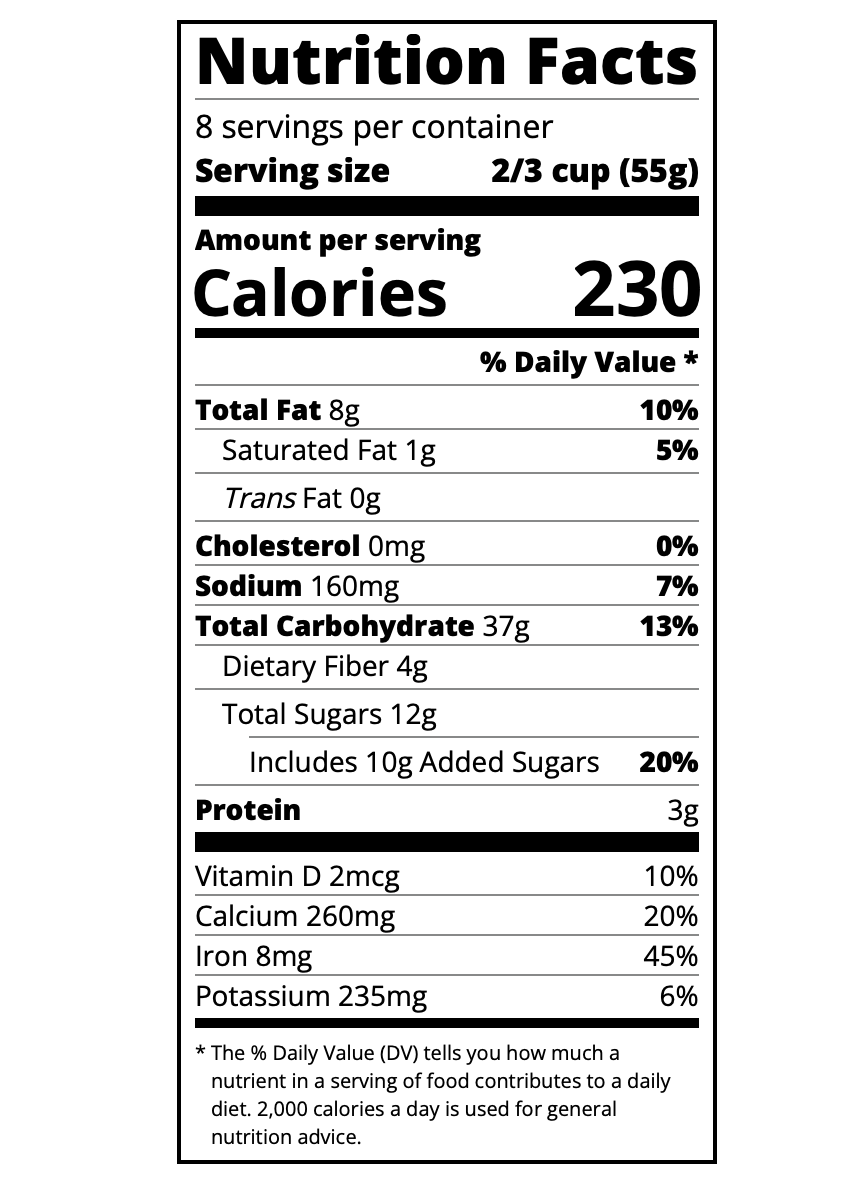 Nutrition Facts
8 servings per container
Serving size 2/3 cup (55g)
Amount per serving
Calories 230
% Daily Value *
Total Fat 8g 10%
Saturated Fat 1g 5%
Trans Fat 0g
Cholesterol 0mg 0%
Sodium 160mg 7%
Total Carbohydrate 37g 13%
Dietary Fiber 4g
Total Sugars 12g
Includes 10g Added Sugars 20%
Protein 3g
Vitamin D 2mcg 10%
Calcium 260mg 20%
Iron 8mg 45%
Potassium 235mg 6%
* The % Daily Value (DV) tells you how much a
nutrient in a serving of food contributes to a daily
diet. 2,000 calories a day is used for general
nutrition advice.